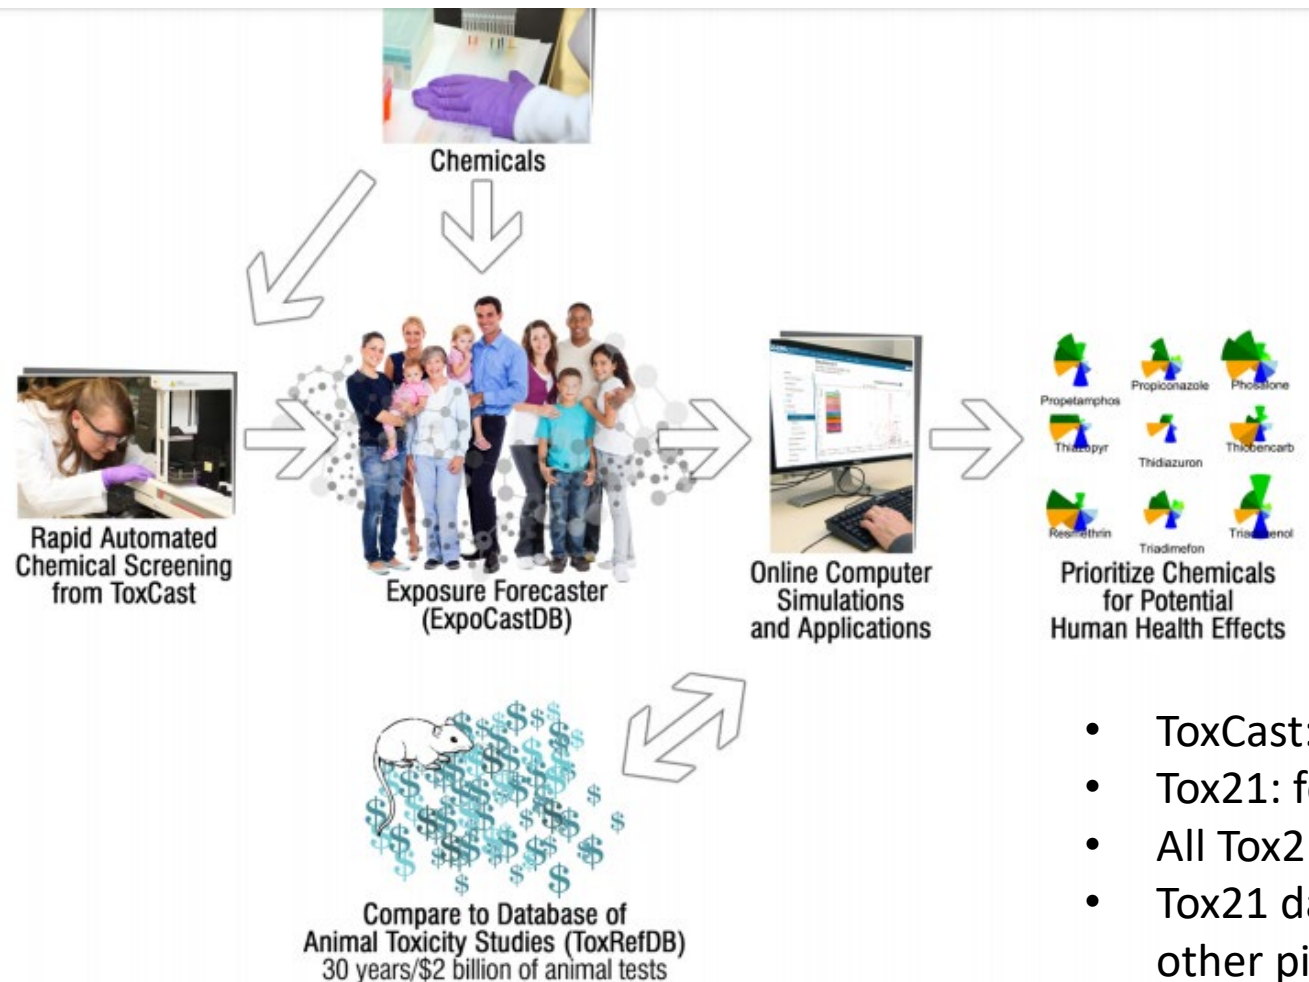 Chemicals
Rapid Automated
Chemical Screening
from ToxCast
Exposure Forecaster
(ExpoCastDB)
Online Computer
Simulations
and Applications
Propetamphos
Propiconazole
Phosalone
Thiazopyr
Thidiazuron
Thiobencarb
Resmethrin
Triadimefon
Prioritize Chemicals
for Potential
Human Health Effects
Compare to Database of
Animal Toxicity Studies (ToxRefDB)
30 years/$2 billion of animal tests
• ToxCast:
• Tox21: f
• All Tox2
• Tox21 da
other pi